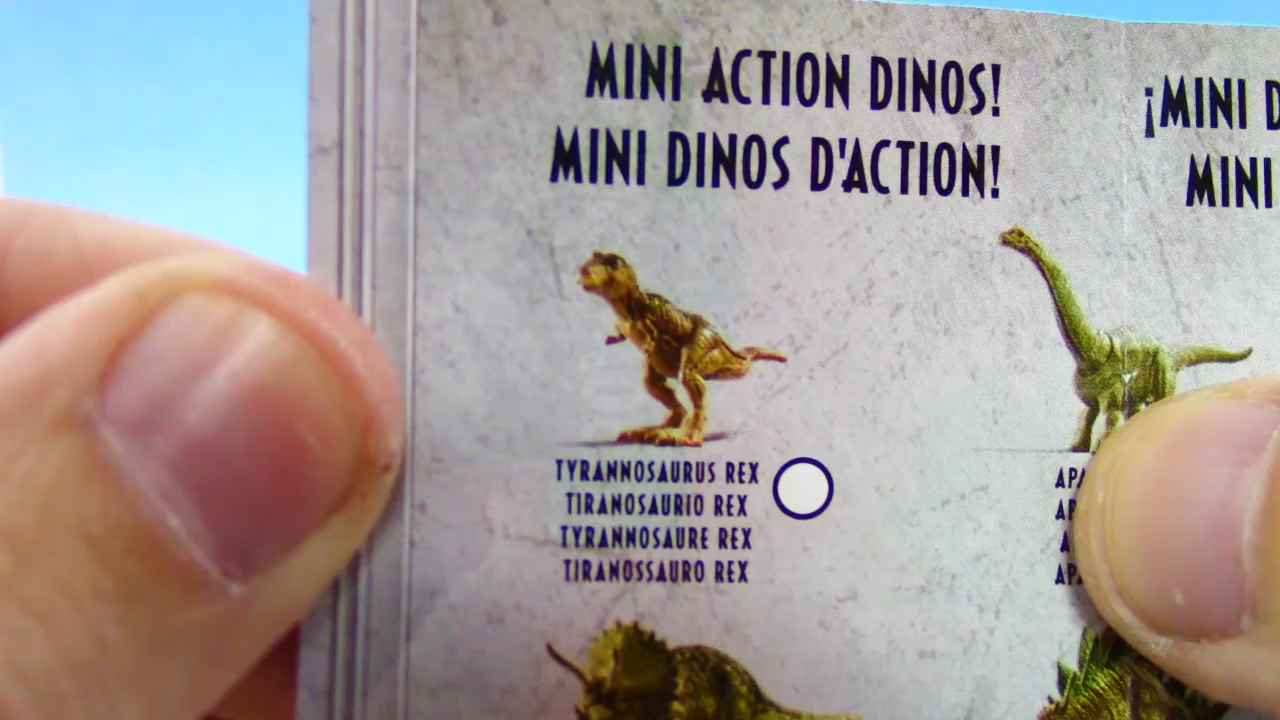 MINI ACTION DINOS!
MINI DINOS D'ACTION!
¡MINI
MINI
TYRANNOSAURUS REX
TIRANOSAURIO REX
TYRANNOSAURE REX
TIRANOSSAURO REX